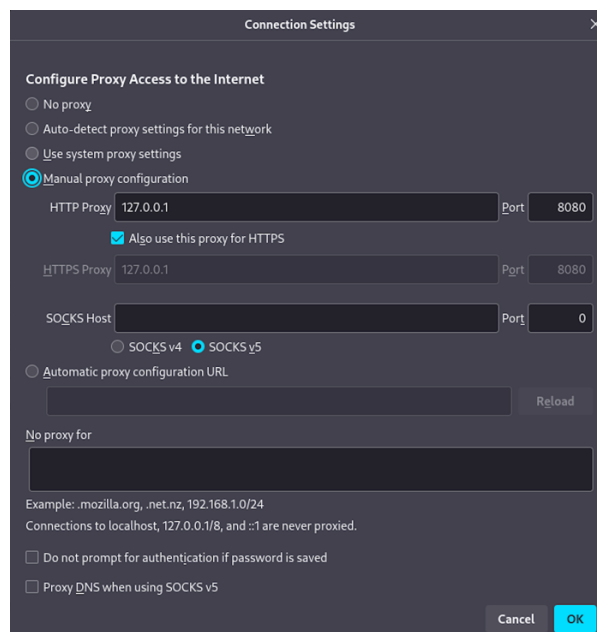 Connection Settings
Configure Proxy Access to the Internet
No proxy
Auto-detect proxy settings for this network
Use system proxy settings
Manual proxy configuration
HTTP Proxy 127.0.0.1 Port 8080
Also use this proxy for HTTPS
HTTPS Proxy 127.0.0.1 Port 8080
SOCKS Host Port 0
SOCKS v4 SOCKS v5
Automatic proxy configuration URL
Reload
No proxy for
Example: .mozilla.org, .net.nz, 192.168.1.0/24
Connections to localhost, 127.0.0.1/8, and ::1 are never proxied.
Do not prompt for authentication if password is saved
Proxy DNS when using SOCKS v5
Cancel OK